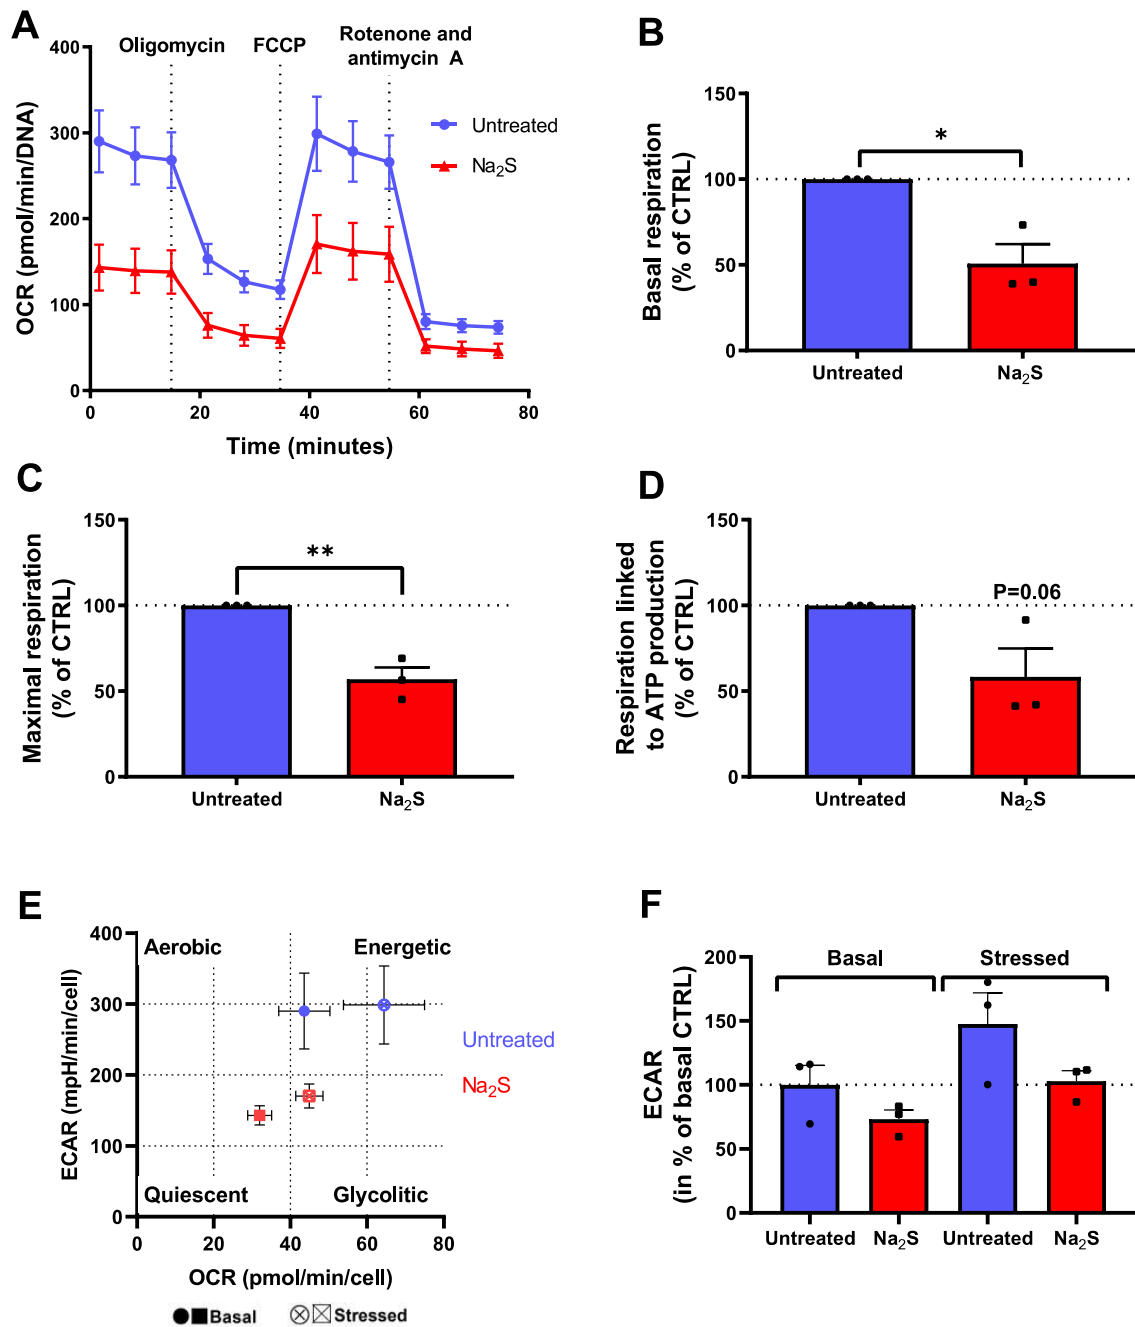 A
Oligomycin
FCCP
Rotenone and
antimycin A
OCR (pmol/min/DNA)
400
300
200
100
0
0 20 40 60 80
Time (minutes)
Untreated
Na₂S
B
Basal respiration
(% of CTRL)
150
100
50
0
*
Untreated Na₂S
C
Maximal respiration
(% of CTRL)
150
100
50
0
**
Untreated Na₂S
D
Respiration linked
to ATP production
(% of CTRL)
150
100
50
0
P=0.06
Untreated Na₂S
E
ECAR (mpH/min/cell)
400
300
200
100
0
Aerobic Energetic
Quiescent Glycolitic
0 20 40 60 80
OCR (pmol/min/cell)
Untreated
Na₂S
Basal Stressed
F
ECAR
(in % of basal CTRL)
200
150
100
50
0
Basal Stressed
Untreated Na₂S Untreated Na₂S